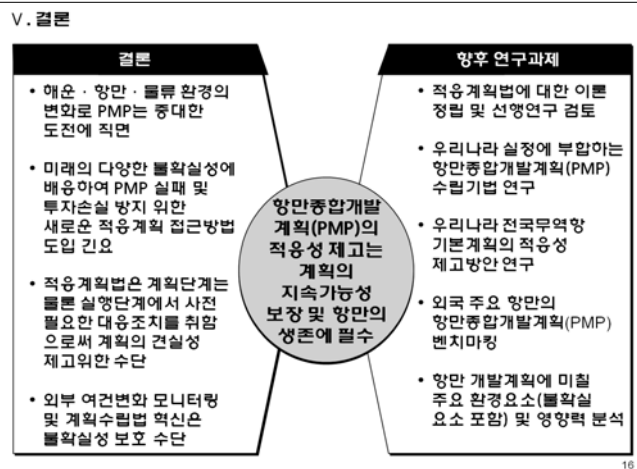 V. 결론
결론
• 해운 · 항만 · 물류 환경의
변화로 PMP는 중대한
도전에 직면
• 미래의 다양한 불확실성에
배응하여 PMP 실패 및
투자손실 방지 위한
새로운 적응계획 접근방법
도입 긴요
• 적응계획법은 계획단계는
물론 실행단계에서 사전
필요한 대응조치를 취함
으로써 계획의 견실성
제고위한 수단
• 외부 여건변화 모니터링
및 계획수립법 혁신은
불확실성 보호 수단
항만종합개발
계획(PMP)의
적응성 제고는
계획의
지속가능성
보장 및 항만의
생존에 필수
향후 연구과제
• 적응계획법에 대한 이론
정립 및 선행연구 검토
• 우리나라 실정에 부합하는
항만종합개발계획(PMP)
수립기법 연구
• 우리나라 전국무역항
기본계획의 적응성
제고방안 연구
• 외국 주요 항만의
항만종합개발계획(PMP)
벤치마킹
• 항만 개발계획에 미칠
주요 환경요소(불확실
요소 포함) 및 영향력 분석
16